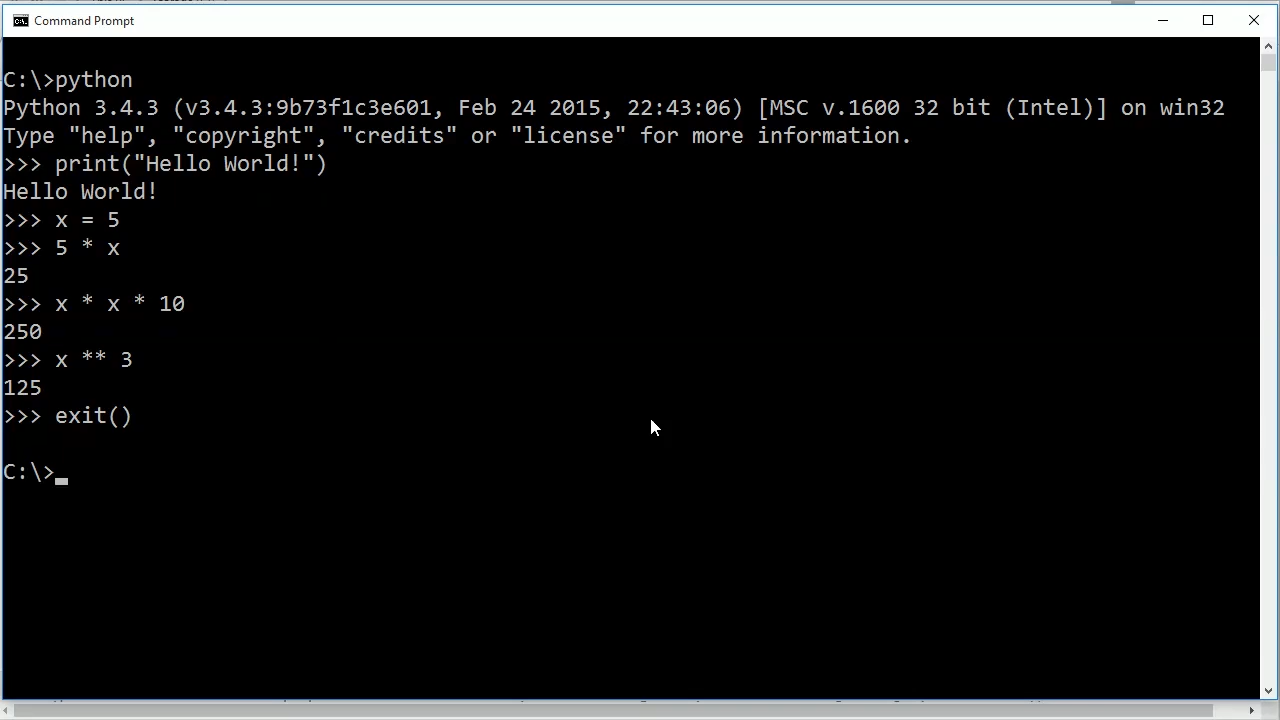 Command Prompt
C:\>python
Python 3.4.3 (v3.4.3:9b73f1c3e601, Feb 24 2015, 22:43:06) [MSC v.1600 32 bit (Intel)] on win32
Type "help", "copyright", "credits" or "license" for more information.
>>> print("Hello World!")
Hello World!
>>> x = 5
>>> 5 * x
25
>>> x * x * 10
250
>>> x ** 3
125
>>> exit()
C:\>